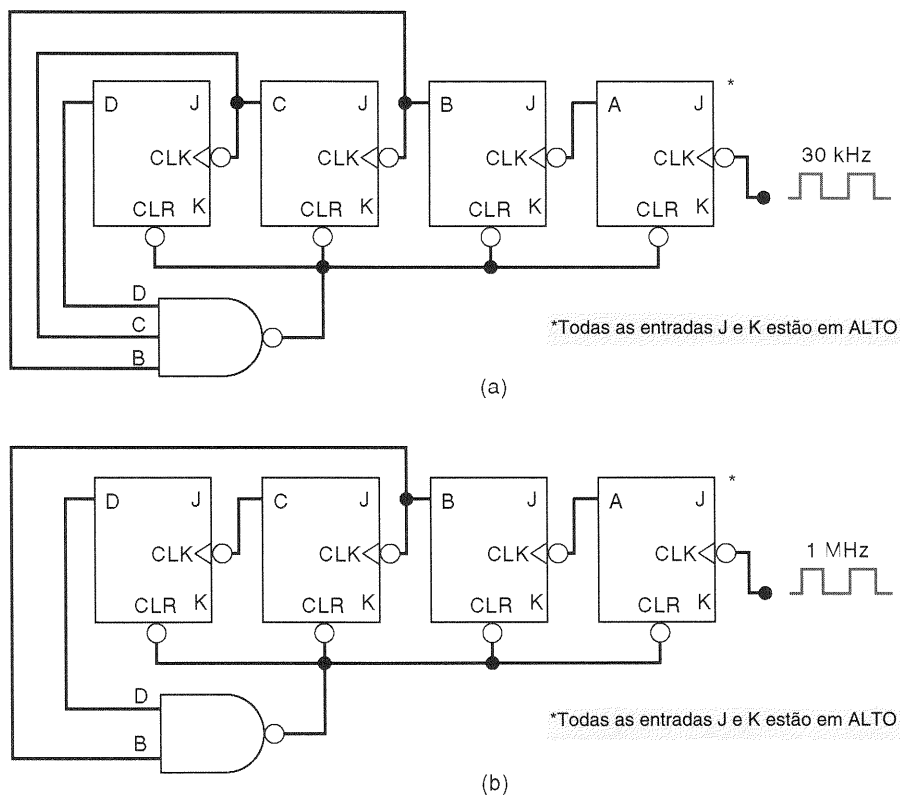 D J C J B J A J *
CLK CLK CLK CLK 30 kHz
CLR K CLR K CLR K CLR K
D
C
B
*Todas as entradas J e K estão em ALTO
(a)
D J C J B J A J *
CLK CLK CLK CLK 1 MHz
CLR K CLR K CLR K CLR K
D
B
*Todas as entradas J e K estão em ALTO
(b)